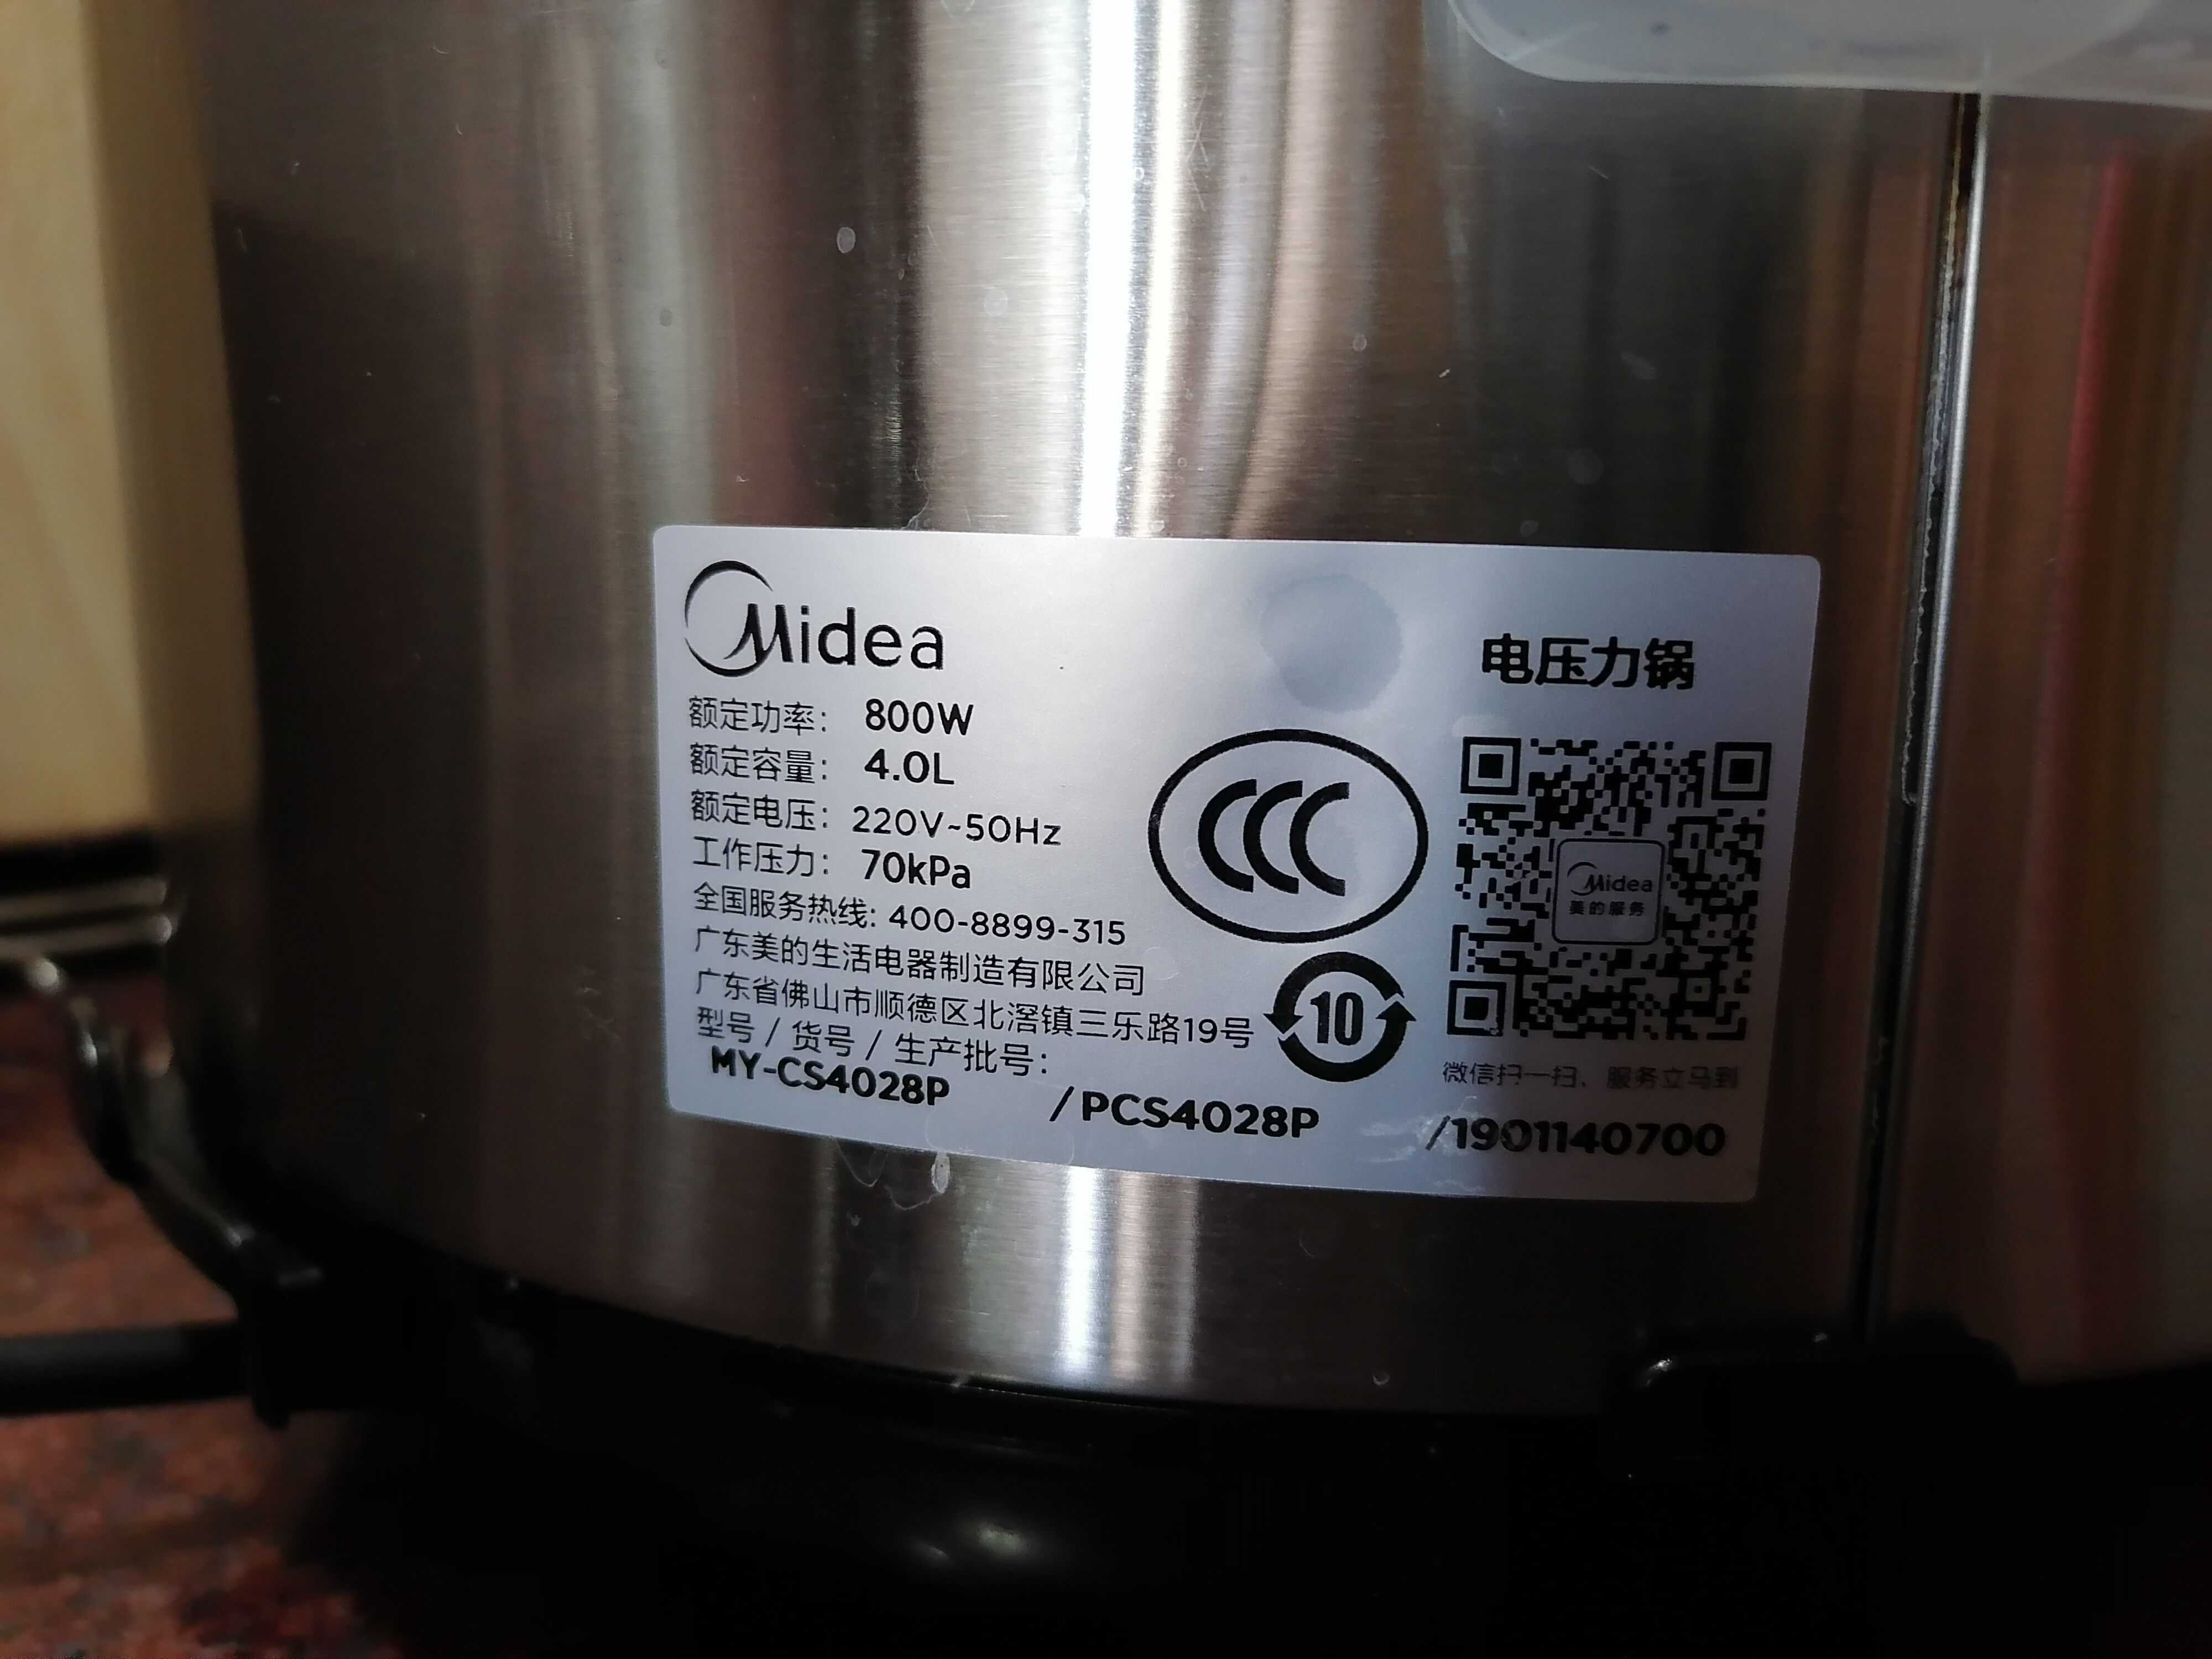 Midea
电压力锅
额定功率： 800W
额定容量： 4.0L
额定电压： 220V~50Hz
工作压力： 70kPa
全国服务热线: 400-8899-315
广东美的生活电器制造有限公司
广东省佛山市顺德区北滘镇三乐路19号
型号 / 货号 / 生产批号：
MY-CS4028P /PCS4028P /1901140700
CCC
10
Midea
美的服务
微信扫一扫、服务立马到